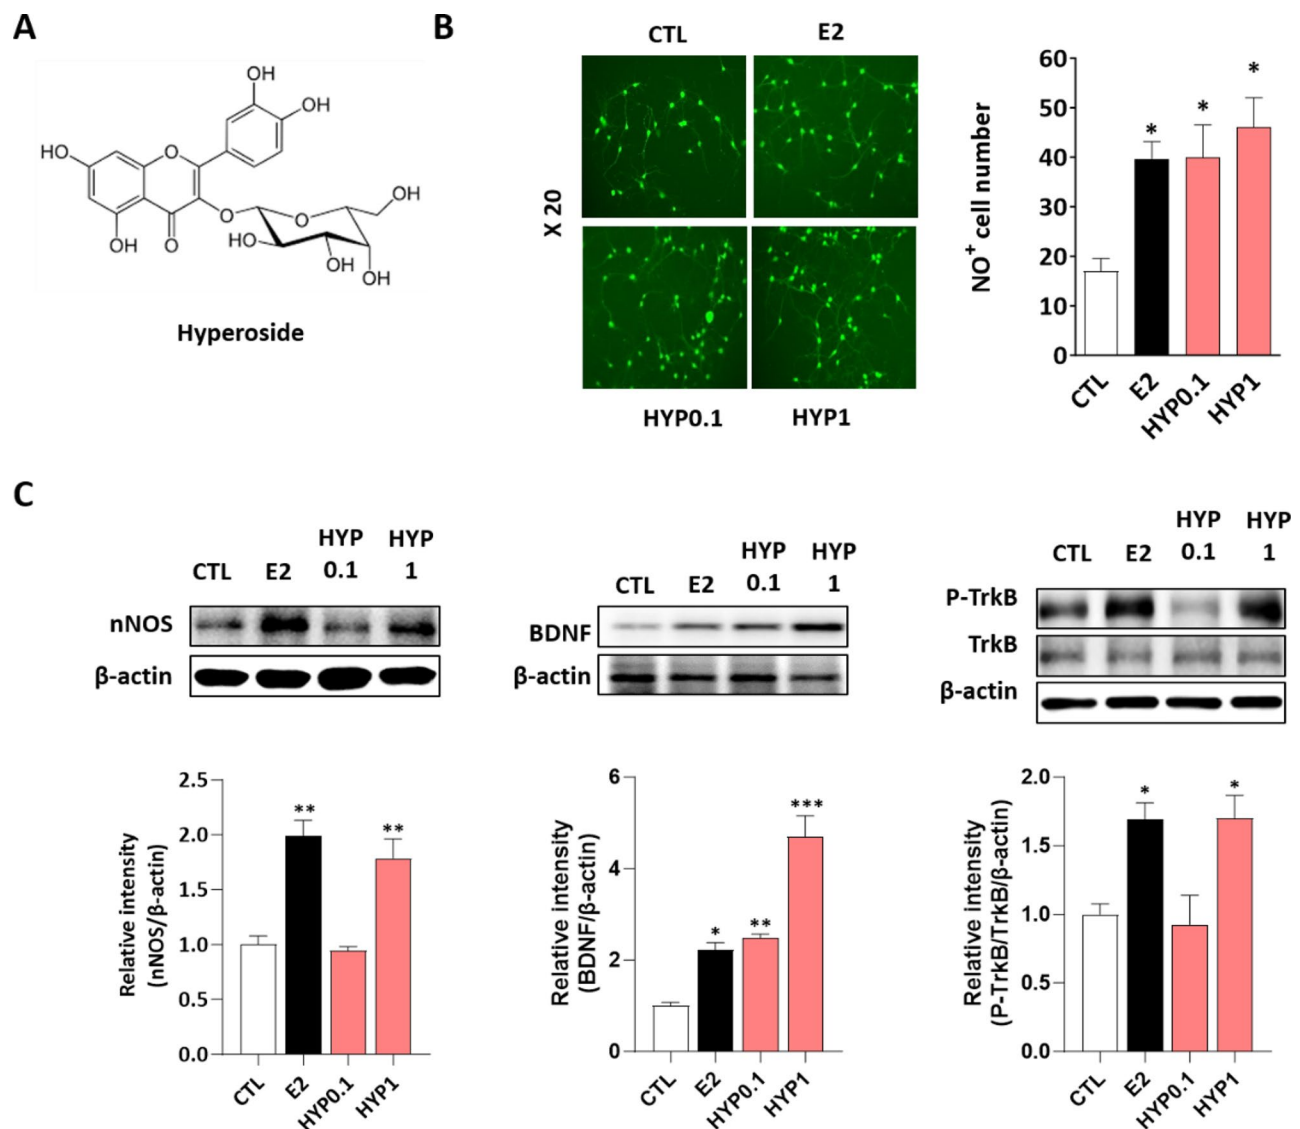 A
OH
OH
HO
O
O
OH
OH
O
O
HO
OH
OH
Hyperoside
B
CTL
E2
X 20
HYP0.1
HYP1
NO+ cell number
60
50
40
30
20
10
0
*
*
*
CTL
E2
HYP0.1
HYP1
C
CTL
E2
HYP
0.1
HYP
1
nNOS
β-actin
Relative intensity
(nNOS/β-actin)
2.5
2.0
1.5
1.0
0.5
0.0
**
**
CTL
E2
HYP0.1
HYP1
CTL
E2
HYP
0.1
HYP
1
BDNF
β-actin
Relative intensity
(BDNF/β-actin)
6
4
2
0
*
**
***
CTL
E2
HYP0.1
HYP1
CTL
E2
HYP
0.1
HYP
1
P-TrkB
TrkB
β-actin
Relative intensity
(P-TrkB/TrkB/β-actin)
2.0
1.5
1.0
0.5
0.0
*
*
CTL
E2
HYP0.1
HYP1